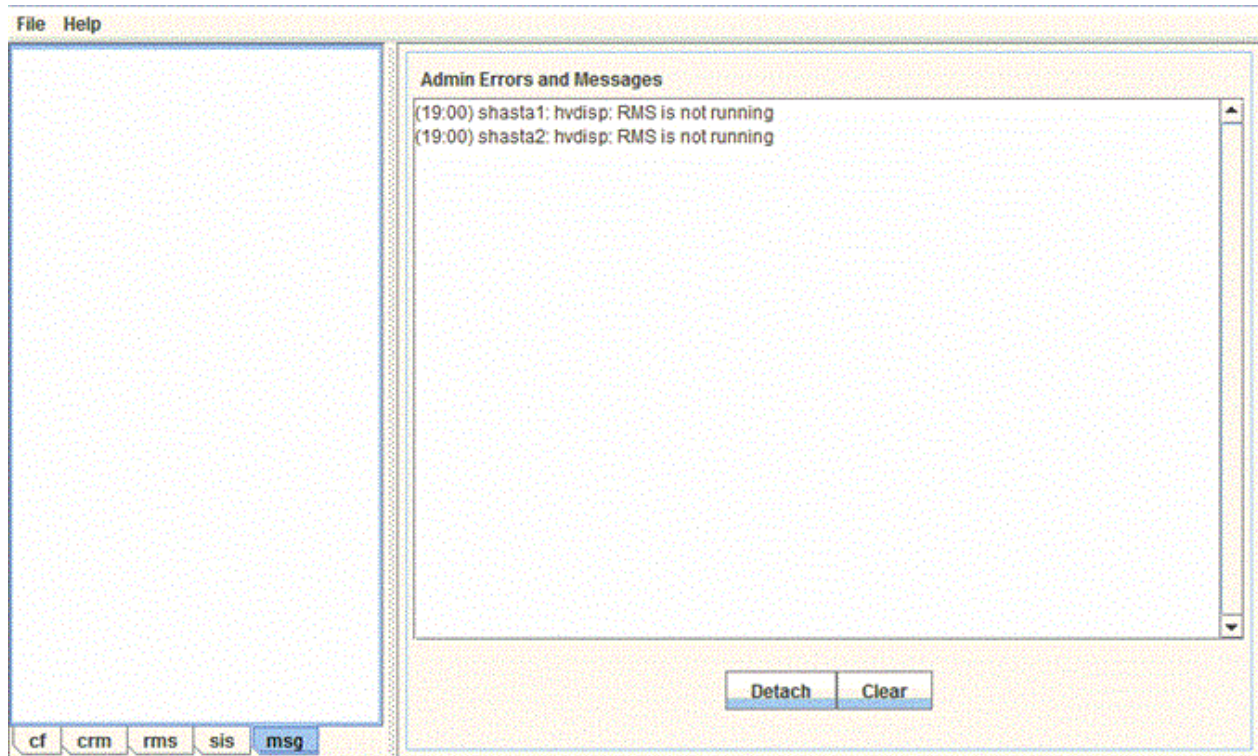 File Help
Admin Errors and Messages
(19:00) shasta1: hvdisp: RMS is not running
(19:00) shasta2: hvdisp: RMS is not running
Detach Clear
cf crm rms sis msg